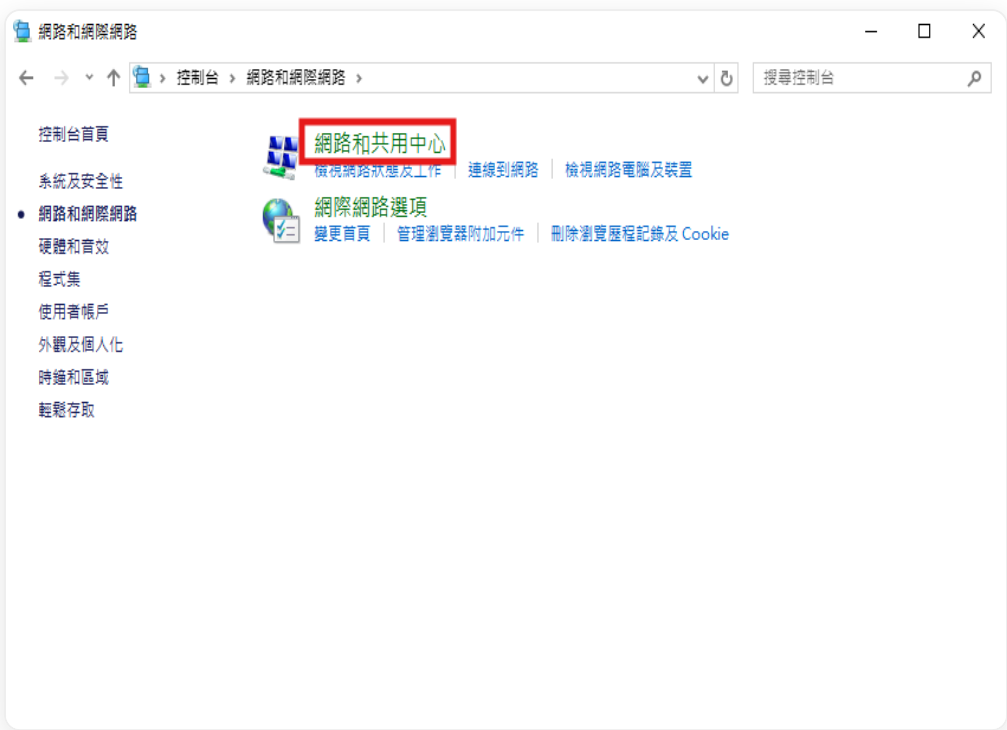 網路和網際網路
控制台 › 網路和網際網路 ›
搜尋控制台
控制台首頁
系統及安全性
網路和網際網路
硬體和音效
程式集
使用者帳戶
外觀及個人化
時鐘和區域
輕鬆存取
網路和共用中心
檢視網路狀態及工作 連線到網路 檢視網路電腦及裝置
網際網路選項
變更首頁 管理瀏覽器附加元件 刪除瀏覽歷程記錄及 Cookie